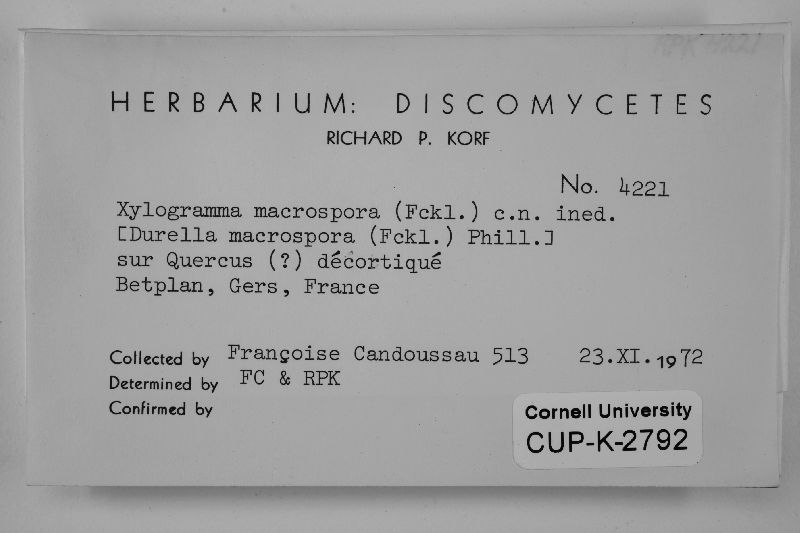 RPK 4221
HERBARIUM: DISCOMYCETES
RICHARD P. KORF
No. 4221
Xylogramma macrospora (Fckl.) c.n. ined.
[Durella macrospora (Fckl.) Phill.]
sur Quercus (?) décortiqué
Betplan, Gers, France
Collected by Françoise Candoussau 513 23.XI.1972
Determined by FC & RPK
Confirmed by
Cornell University
CUP-K-2792